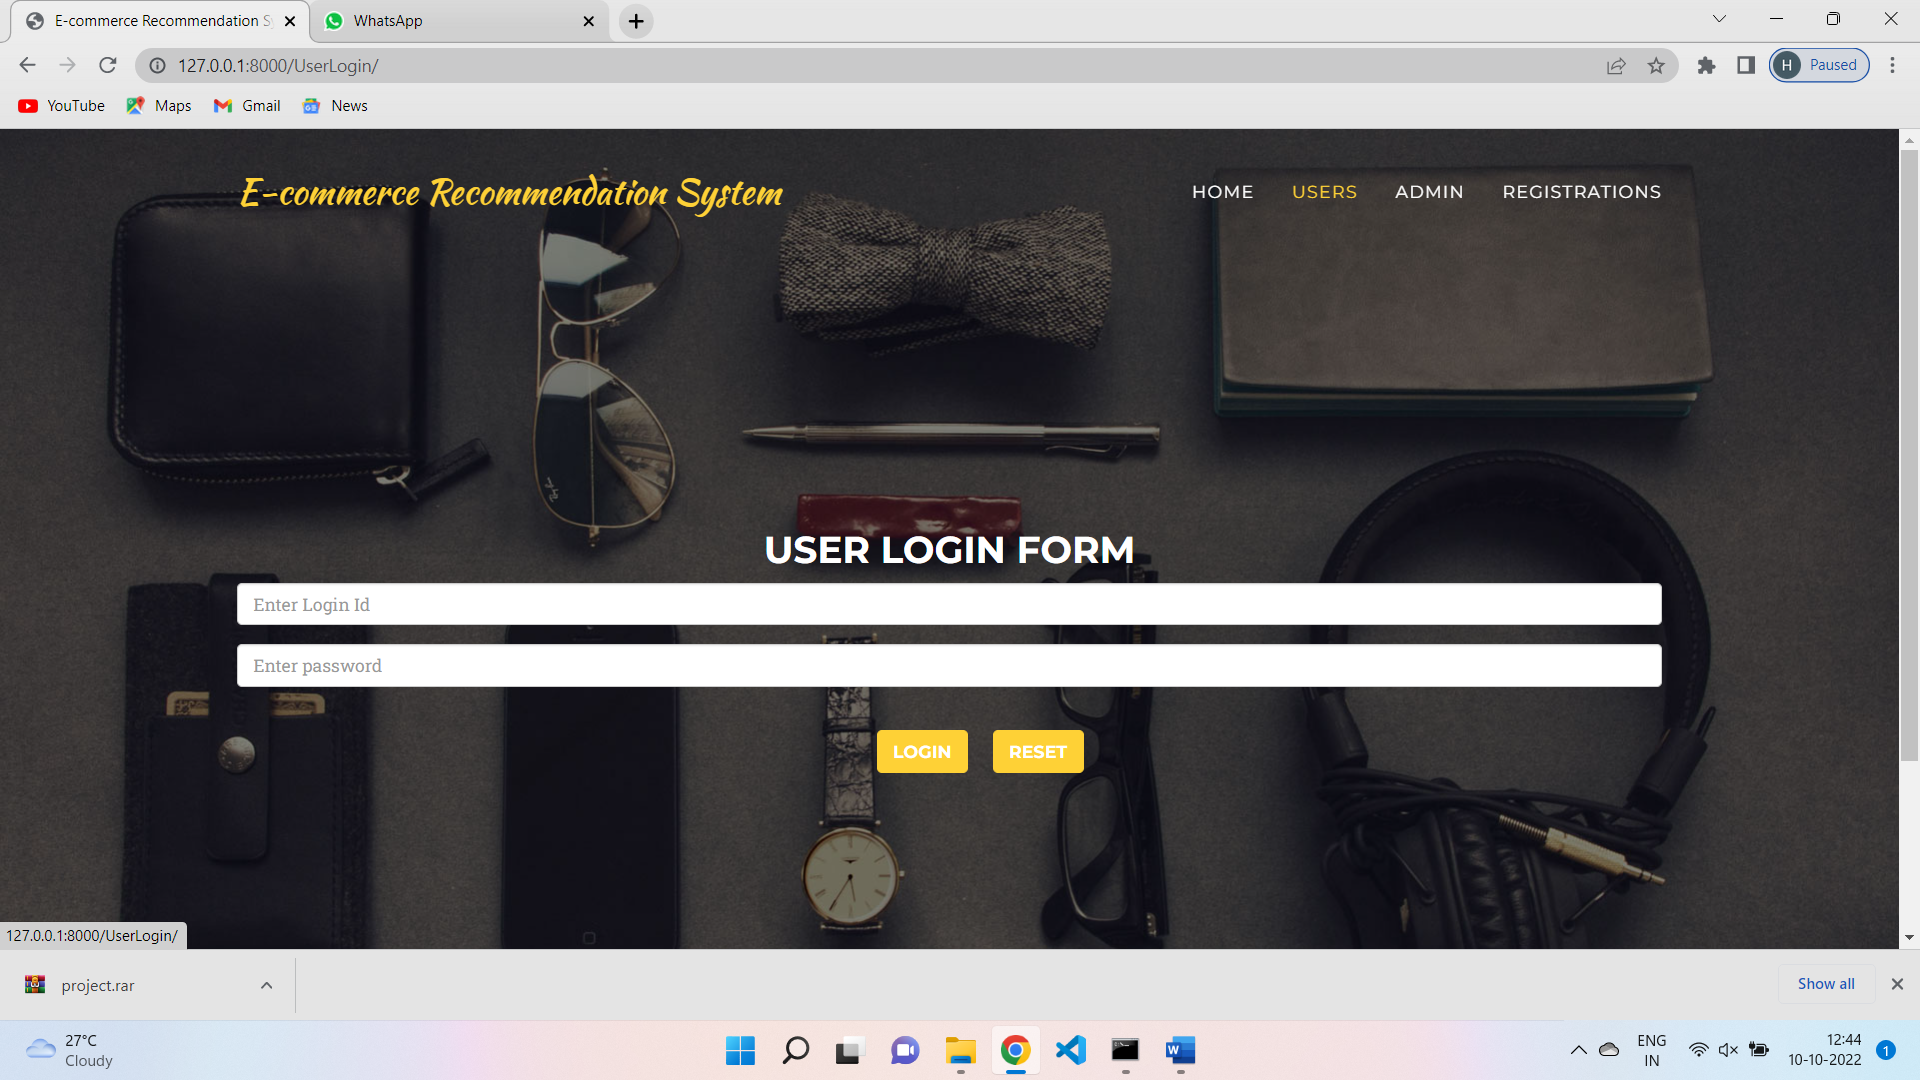 E-commerce Recommendation S
WhatsApp
127.0.0.1:8000/UserLogin/
H Paused
YouTube Maps Gmail News
E-commerce Recommendation System
HOME USERS ADMIN REGISTRATIONS
Ray-Ban
USER LOGIN FORM
Enter Login Id
Enter password
LOGIN RESET
127.0.0.1:8000/UserLogin/
project.rar
Show all
27°C
Cloudy
ENG
IN
12:44
10-10-2022
1